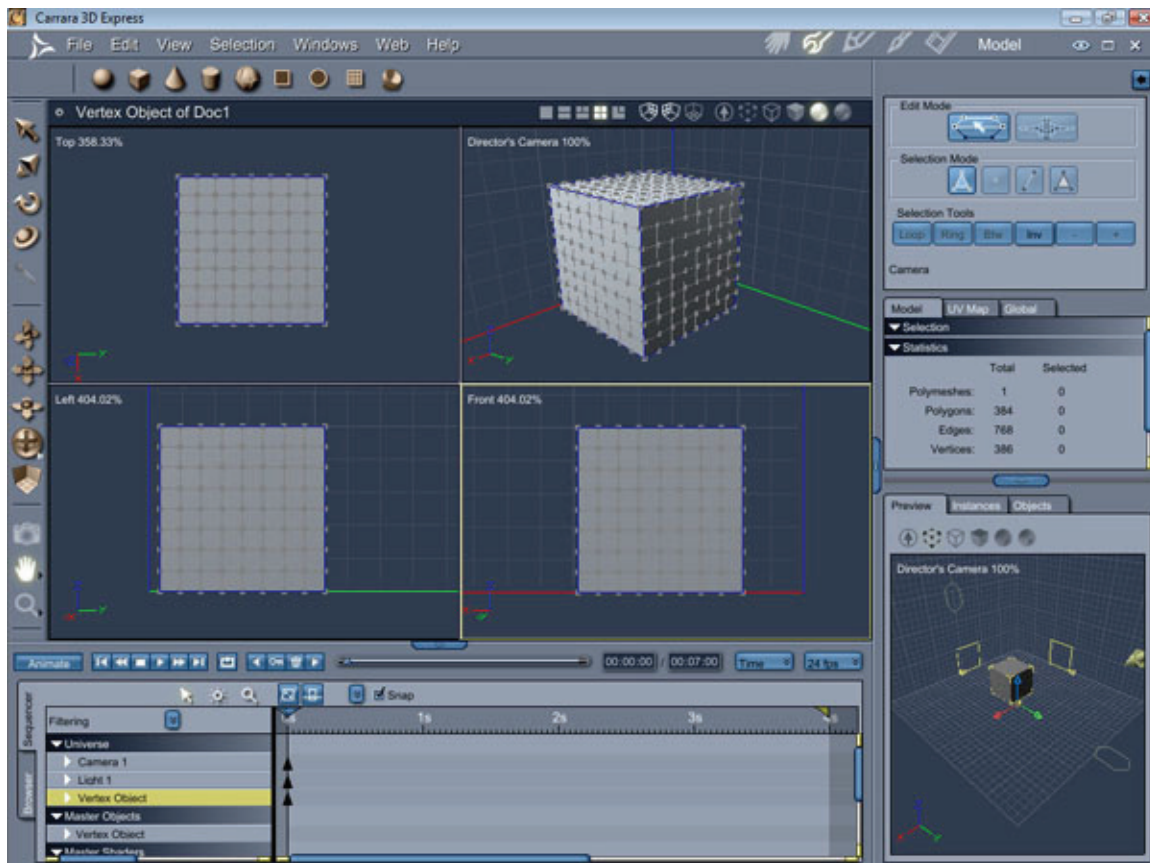 Carrara 3D Express
File Edit View Selection Windows Web Help
Model
Vertex Object of Doc1
Top 358.33%
Director's Camera 100%
Left 404.02%
Front 404.02%
Edit Mode
Selection Mode
Selection Tools
Loop Ring Btw Inv - +
Camera
Model UV Map Global
Selection
Statistics
Total Selected
Polymeshes: 1 0
Polygons: 384 0
Edges: 768 0
Vertices: 386 0
Preview Instances Objects
Director's Camera 100%
Animate
00:00:00 / 00:07:00
Time
24 fps
Snap
Sequencer
Browser
Filtering
0s 1s 2s 3s 4s
Universe
Camera 1
Light 1
Vertex Object
Master Objects
Vertex Object
Master Shaders